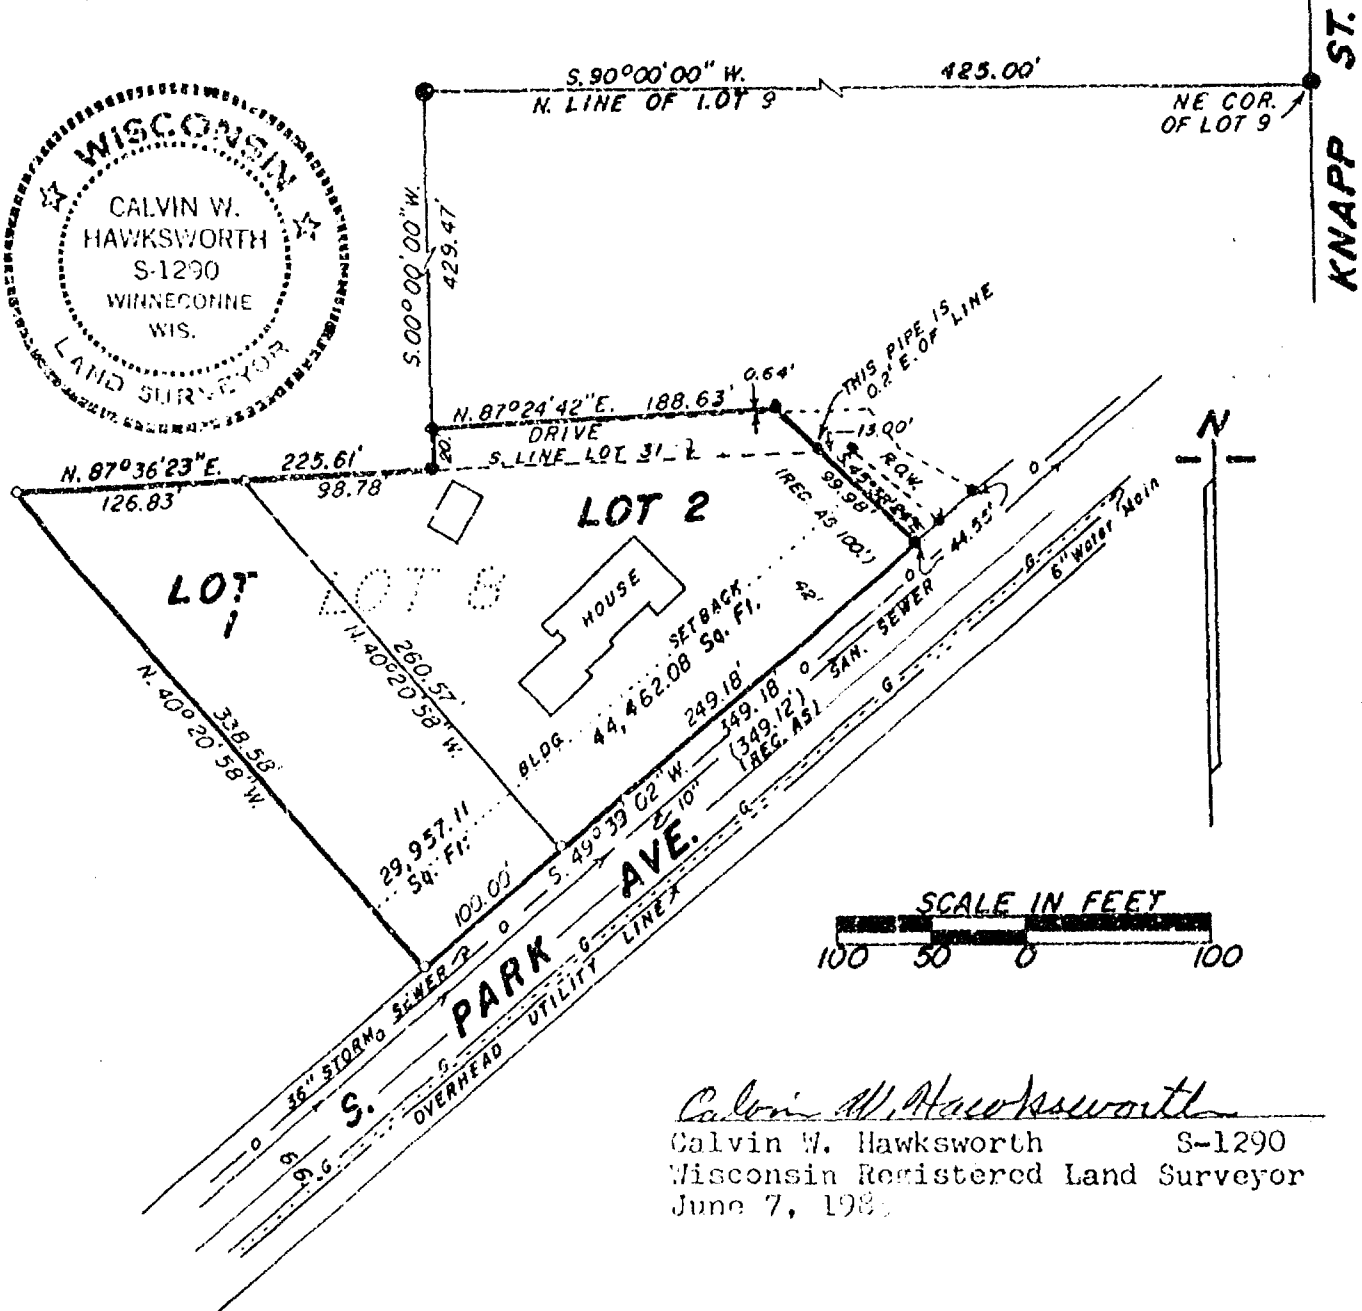 KNAPP ST.
S. 90°00'00" W.
425.00'
N. LINE OF LOT 9
NE COR.
OF LOT 9
WISCONSIN
CALVIN W.
HAWKSWORTH
S-1290
WINNECONNE
WIS.
LAND SURVEYOR
S. 00° 00' 00" W.
429.47'
THIS PIPE IS
0.2' E. OF LINE
0.64'
N. 87°24'42" E. 188.63'
DRIVE
20.'
S. LINE LOT 31
13.00'
R.O.W.
99.98'
(REC. AS 100.')
44.55'
N. 87°36'23" E.
225.61'
126.83'
98.78
LOT 2
LOT
1
LOT 8
HOUSE
BLDG. SETBACK
42'
44,462.08 Sq. Ft.
260.57'
N. 40°20'58" W.
338.58'
N. 40° 20' 58" W.
29,957.11
Sq. Ft.
100.00'
249.18'
S. 49° 39' 02" W.
349.18'
(349.12')
(REC. AS)
10" SAN. SEWER
6" Water Main
36" STORM SEWER
S. PARK AVE.
OVERHEAD UTILITY LINE
66'
G
N
SCALE IN FEET
100 50 0 100
Calvin W. Hawksworth
Calvin W. Hawksworth S-1290
Wisconsin Registered Land Surveyor
June 7,